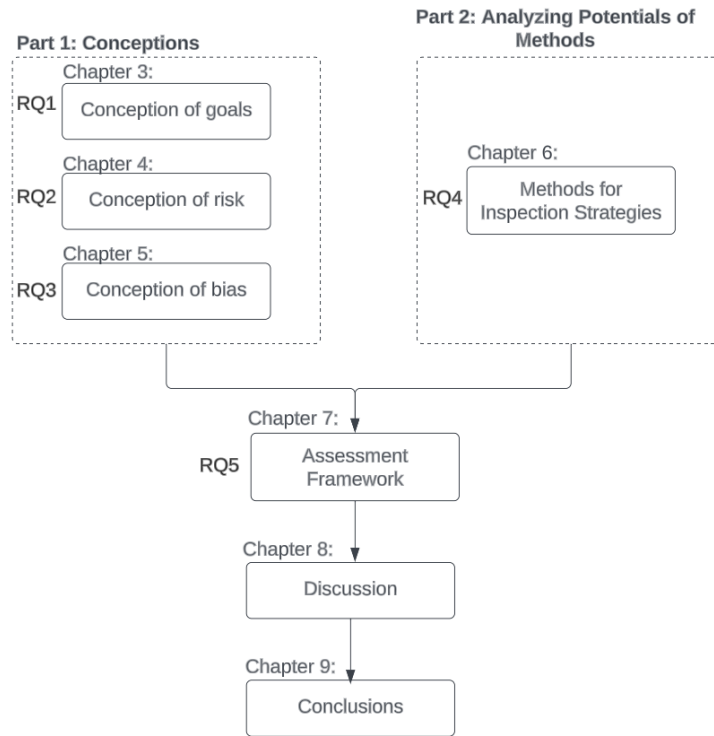 Part 1: Conceptions
Chapter 3:
RQ1
Conception of goals
Chapter 4:
RQ2
Conception of risk
Chapter 5:
RQ3
Conception of bias
Part 2: Analyzing Potentials of
Methods
Chapter 6:
RQ4
Methods for
Inspection Strategies
Chapter 7:
RQ5
Assessment
Framework
Chapter 8:
Discussion
Chapter 9:
Conclusions